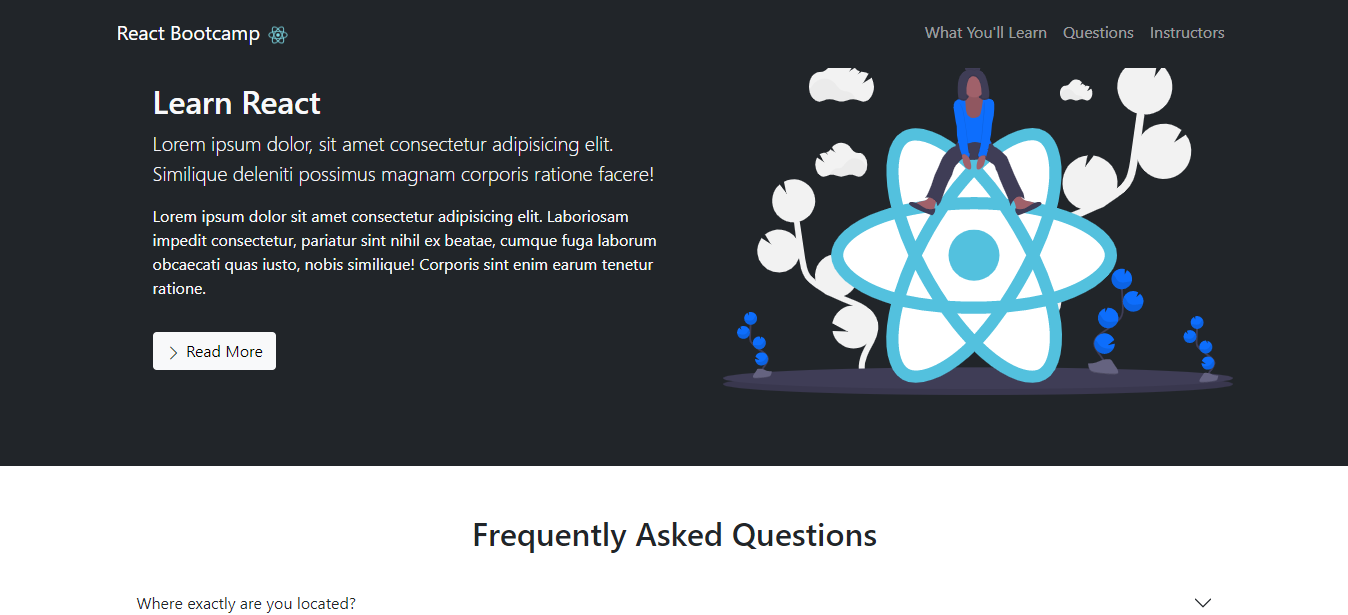 React Bootcamp
What You'll Learn Questions Instructors
Learn React
Lorem ipsum dolor, sit amet consectetur adipisicing elit.
Similique deleniti possimus magnam corporis ratione facere!
Lorem ipsum dolor sit amet consectetur adipisicing elit. Laboriosam
impedit consectetur, pariatur sint nihil ex beatae, cumque fuga laborum
obcaecati quas iusto, nobis similique! Corporis sint enim earum tenetur
ratione.
Read More
Frequently Asked Questions
Where exactly are you located?